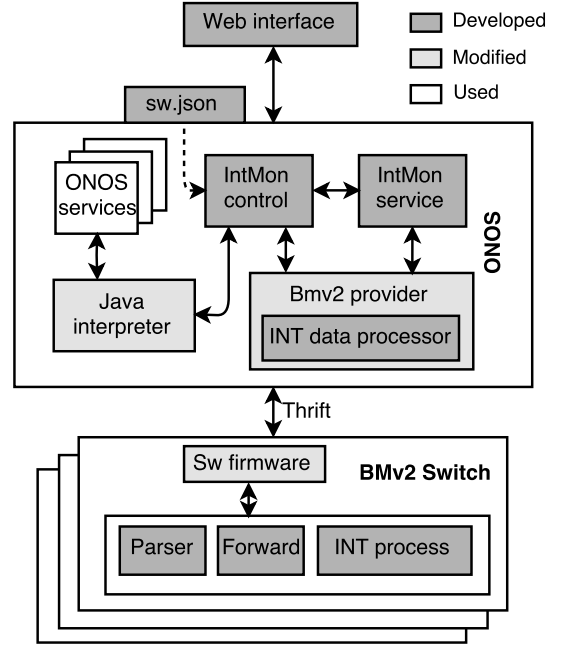 Web interface
Developed
Modified
Used
sw.json
ONOS
services
IntMon
control
IntMon
service
ONOS
Java
interpreter
Bmv2 provider
INT data processor
Thrift
Sw firmware
BMv2 Switch
Parser
Forward
INT process